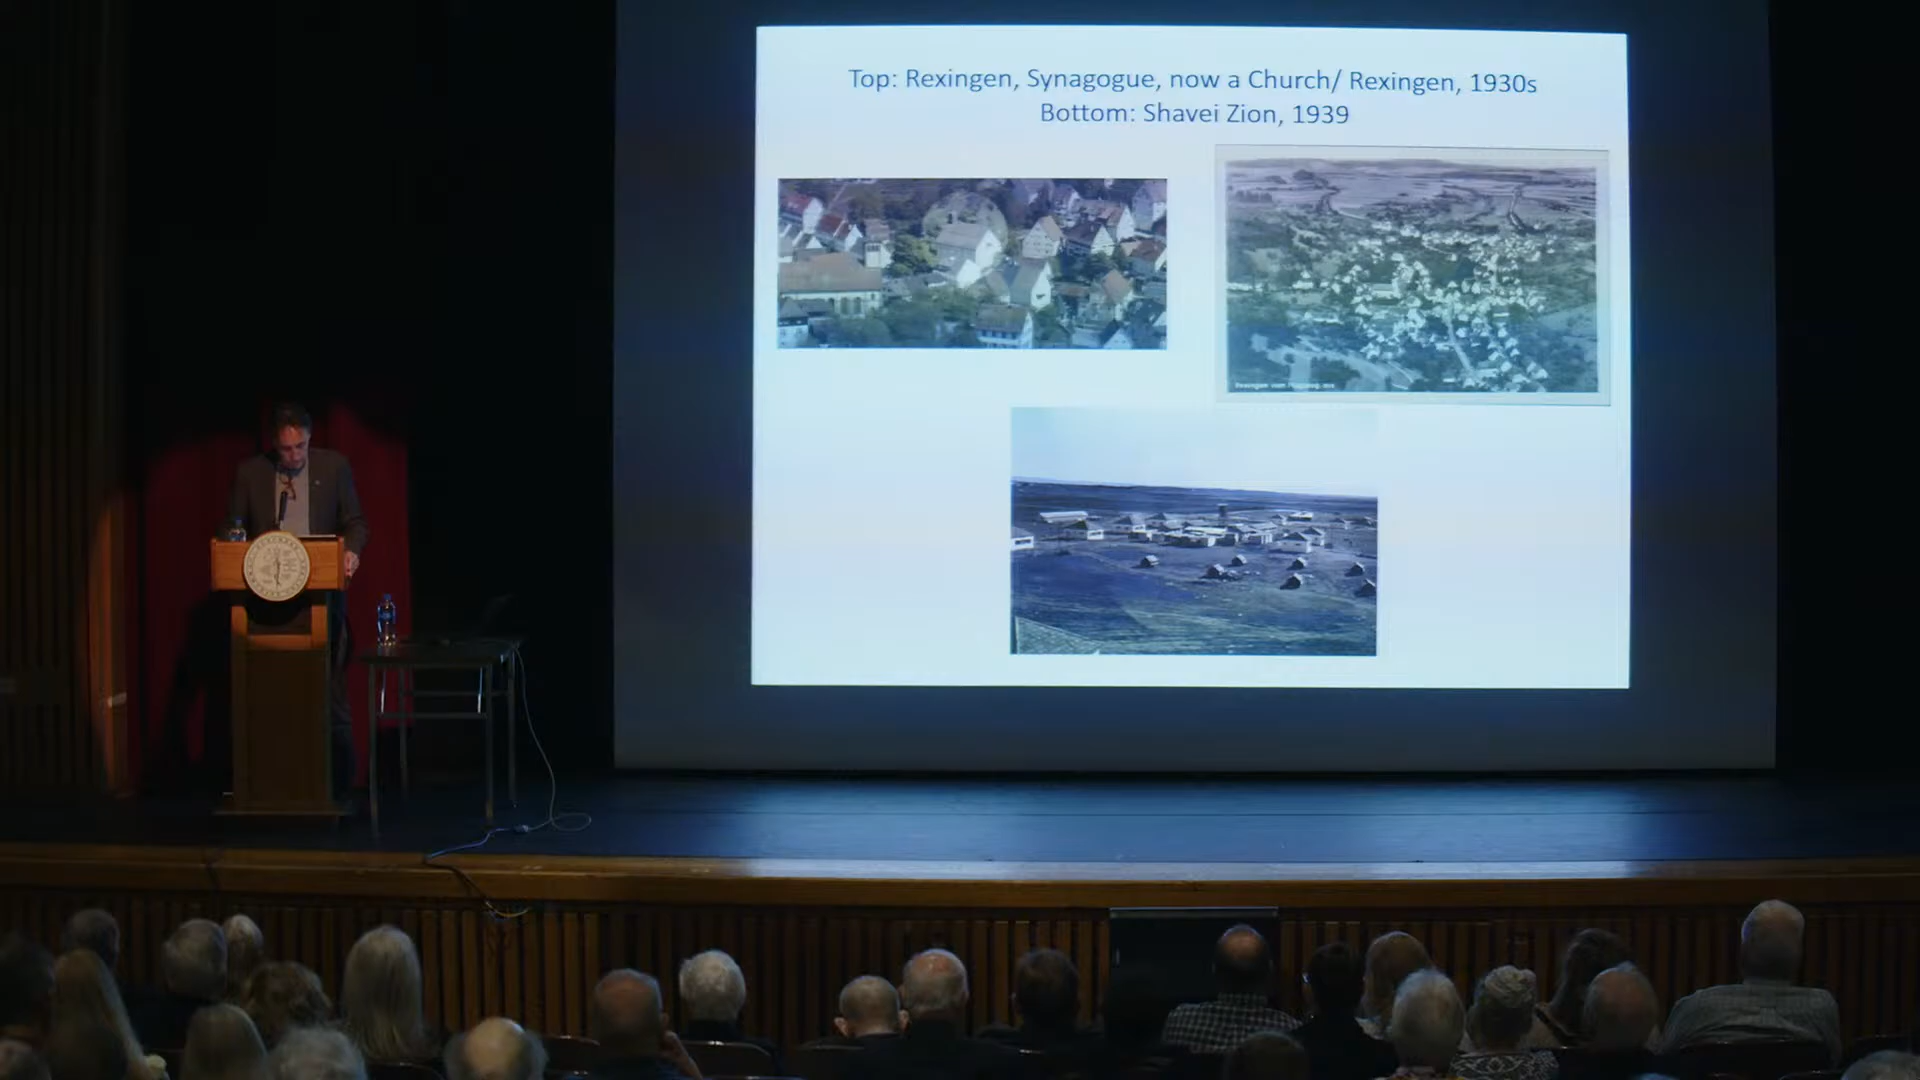 Top: Rexingen, Synagogue, now a Church/ Rexingen, 1930s
Bottom: Shavei Zion, 1939